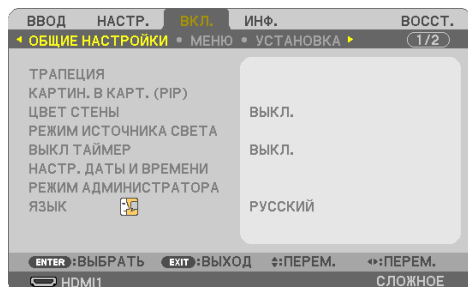 ВВОД НАСТР. ВКЛ. ИНФ. ВОССТ.
ОБЩИЕ НАСТРОЙКИ • МЕНЮ • УСТАНОВКА 1/2
ТРАПЕЦИЯ
КАРТИН. В КАРТ. (PIP)
ЦВЕТ СТЕНЫ ВЫКЛ.
РЕЖИМ ИСТОЧНИКА СВЕТА
ВЫКЛ ТАЙМЕР ВЫКЛ.
НАСТР. ДАТЫ И ВРЕМЕНИ
РЕЖИМ АДМИНИСТРАТОРА
ЯЗЫК РУССКИЙ
ENTER:ВЫБРАТЬ EXIT:ВЫХОД :ПЕРЕМ. :ПЕРЕМ.
HDMI1 СЛОЖНОЕ